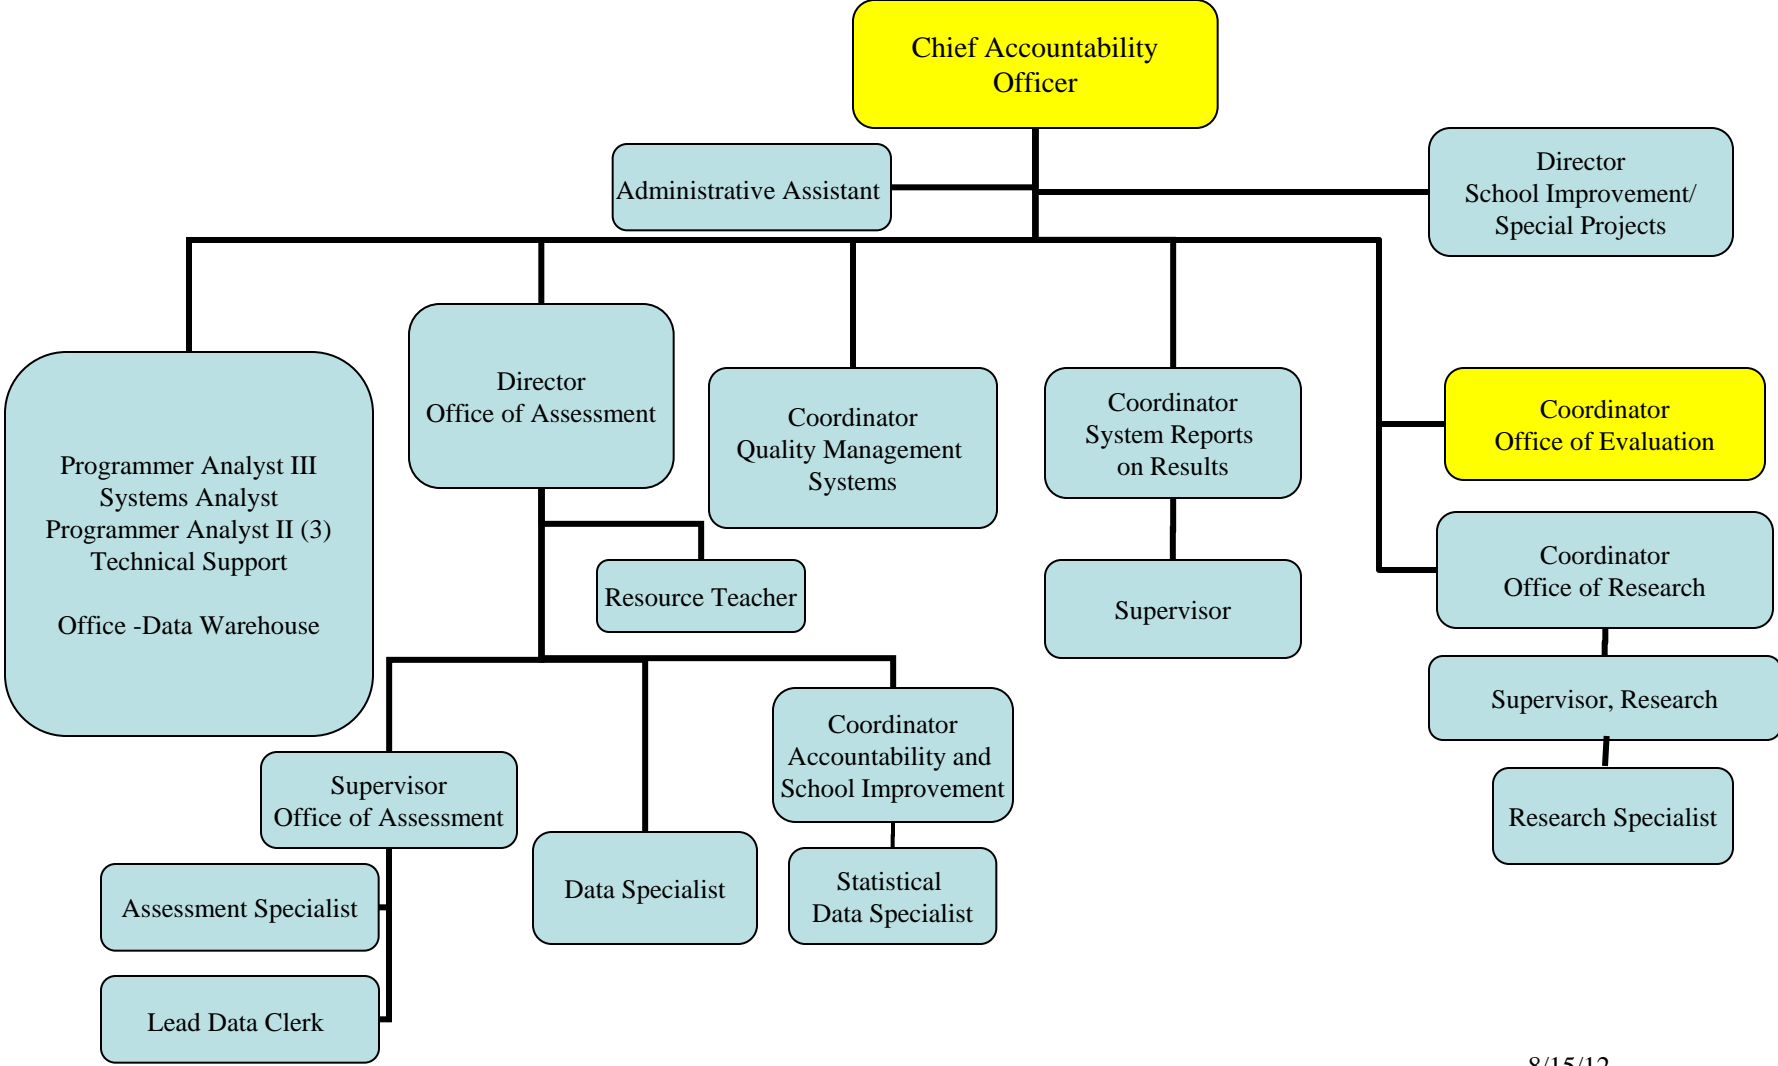 Chief Accountability
Officer
Administrative Assistant
Director
School Improvement/
Special Projects
Programmer Analyst III
Systems Analyst
Programmer Analyst II (3)
Technical Support
Office -Data Warehouse
Director
Office of Assessment
Coordinator
Quality Management
Systems
Coordinator
System Reports
on Results
Coordinator
Office of Evaluation
Resource Teacher
Supervisor
Coordinator
Office of Research
Supervisor, Research
Research Specialist
Supervisor
Office of Assessment
Data Specialist
Coordinator
Accountability and
School Improvement
Statistical
Data Specialist
Assessment Specialist
Lead Data Clerk
8/15/12